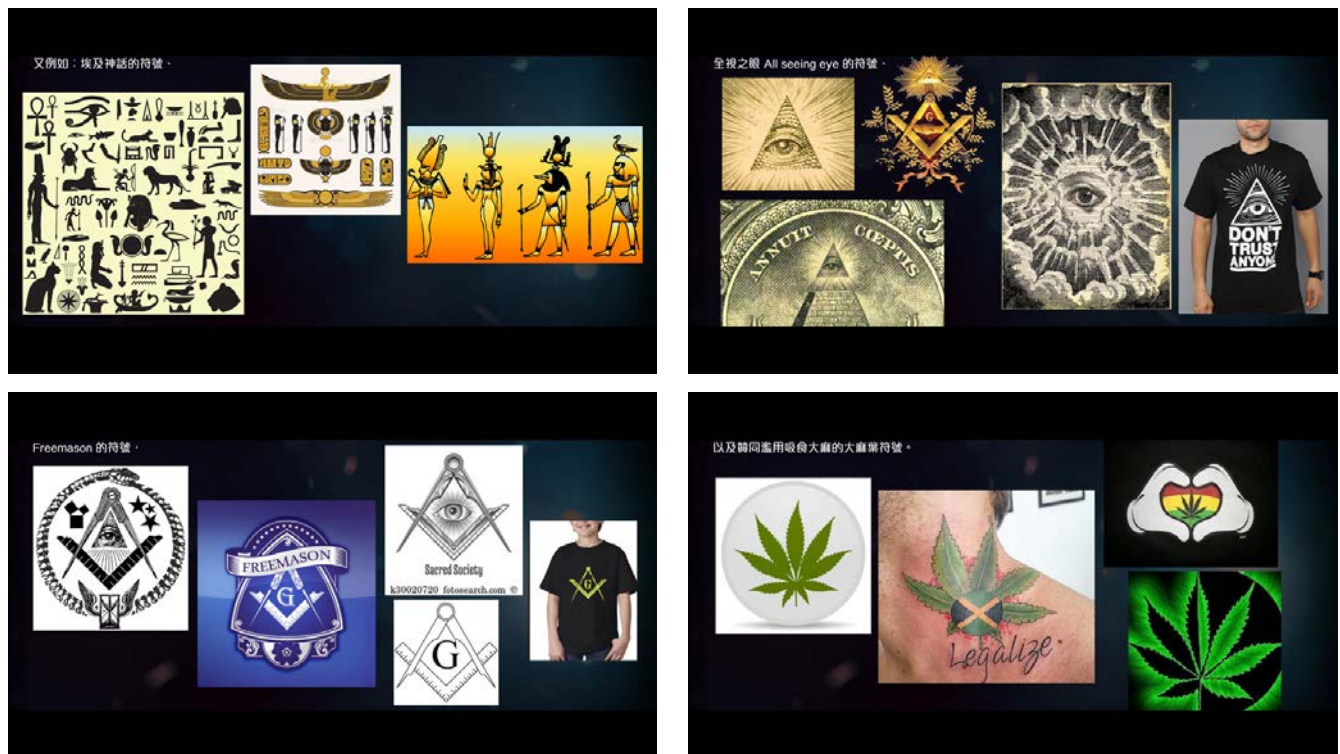 又例如：埃及神話的符號、
全視之眼 All seeing eye 的符號、
G
ANNUIT CŒPTIS
DON'T
TRUST
ANYONE
Freemason 的符號，
FREEMASON
G
Sacred Society
k30020720 fotosearch.com ©
G
G
以及贊同濫用吸食大麻的大麻葉符號。
Legalize